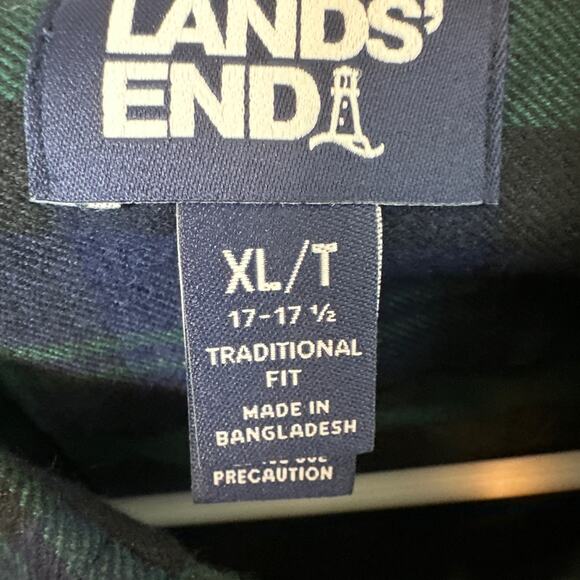 LANDS'
END
XL/T
17-17 ½
TRADITIONAL
FIT
MADE IN
BANGLADESH
PRECAUTION